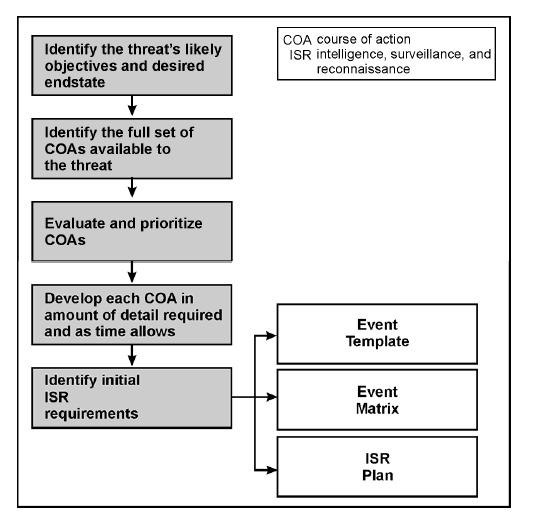 Identify the threat's likely
objectives and desired
endstate
COA course of action
ISR intelligence, surveillance, and
reconnaissance
Identify the full set of
COAs available to
the threat
Evaluate and prioritize
COAs
Develop each COA in
amount of detail required
and as time allows
Identify initial
ISR
requirements
Event
Template
Event
Matrix
ISR
Plan